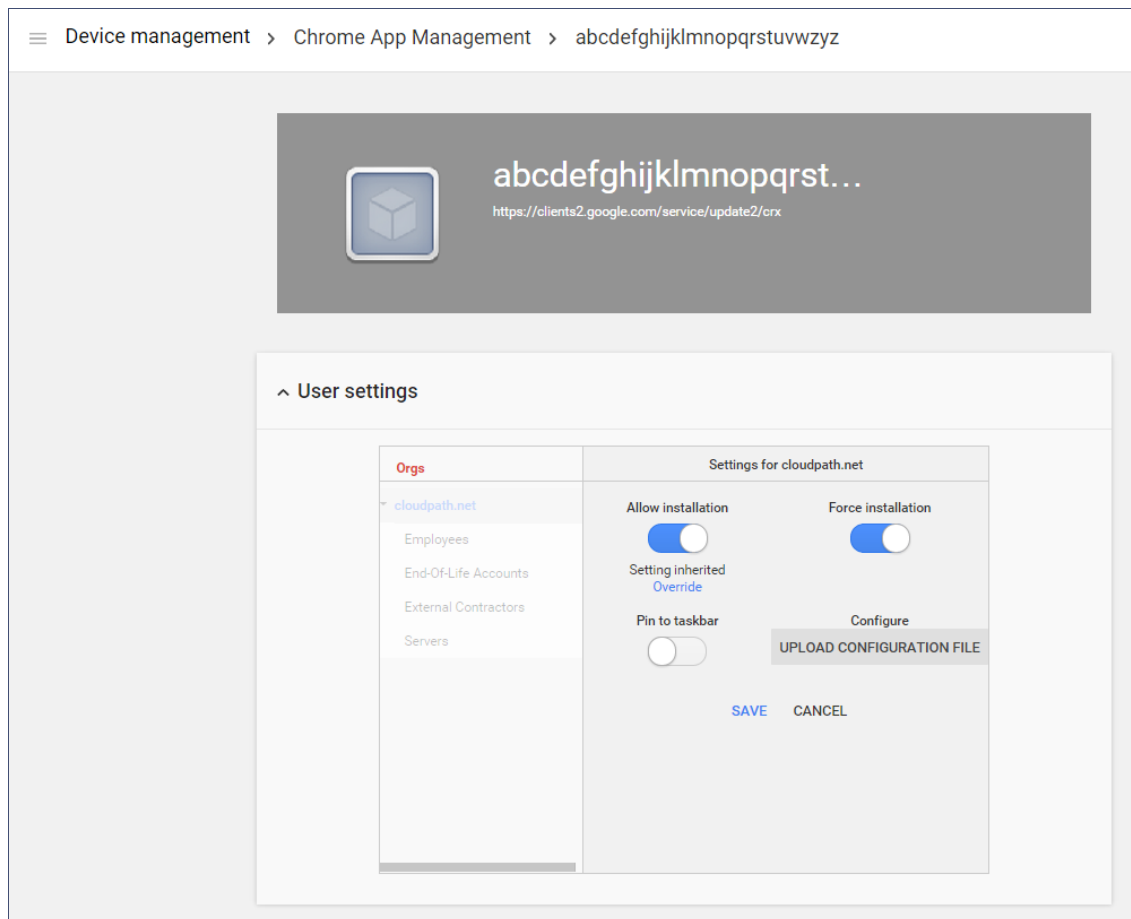 Device management > Chrome App Management > abcdefghijklmnopqrstuvwzyz
abcdefghijklmnopqrst...
https://clients2.google.com/service/update2/crx
User settings
Orgs
Settings for cloudpath.net
cloudpath.net
Employees
End-Of-Life Accounts
External Contractors
Servers
Allow installation
Force installation
Setting inherited
Override
Pin to taskbar
Configure
UPLOAD CONFIGURATION FILE
SAVE CANCEL